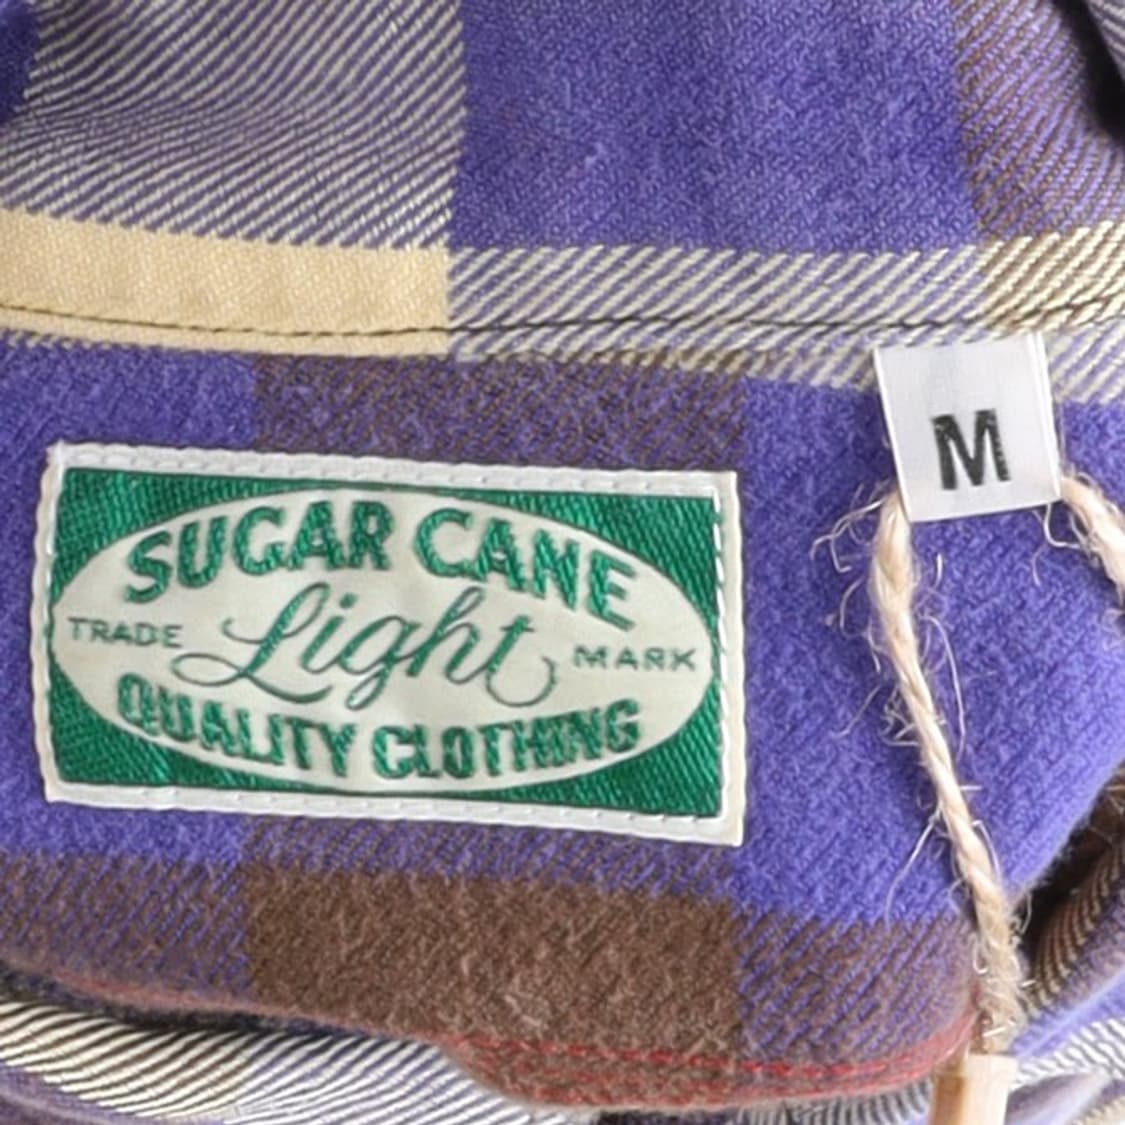 M
SUGAR CANE
TRADE Light MARK
QUALITY CLOTHING